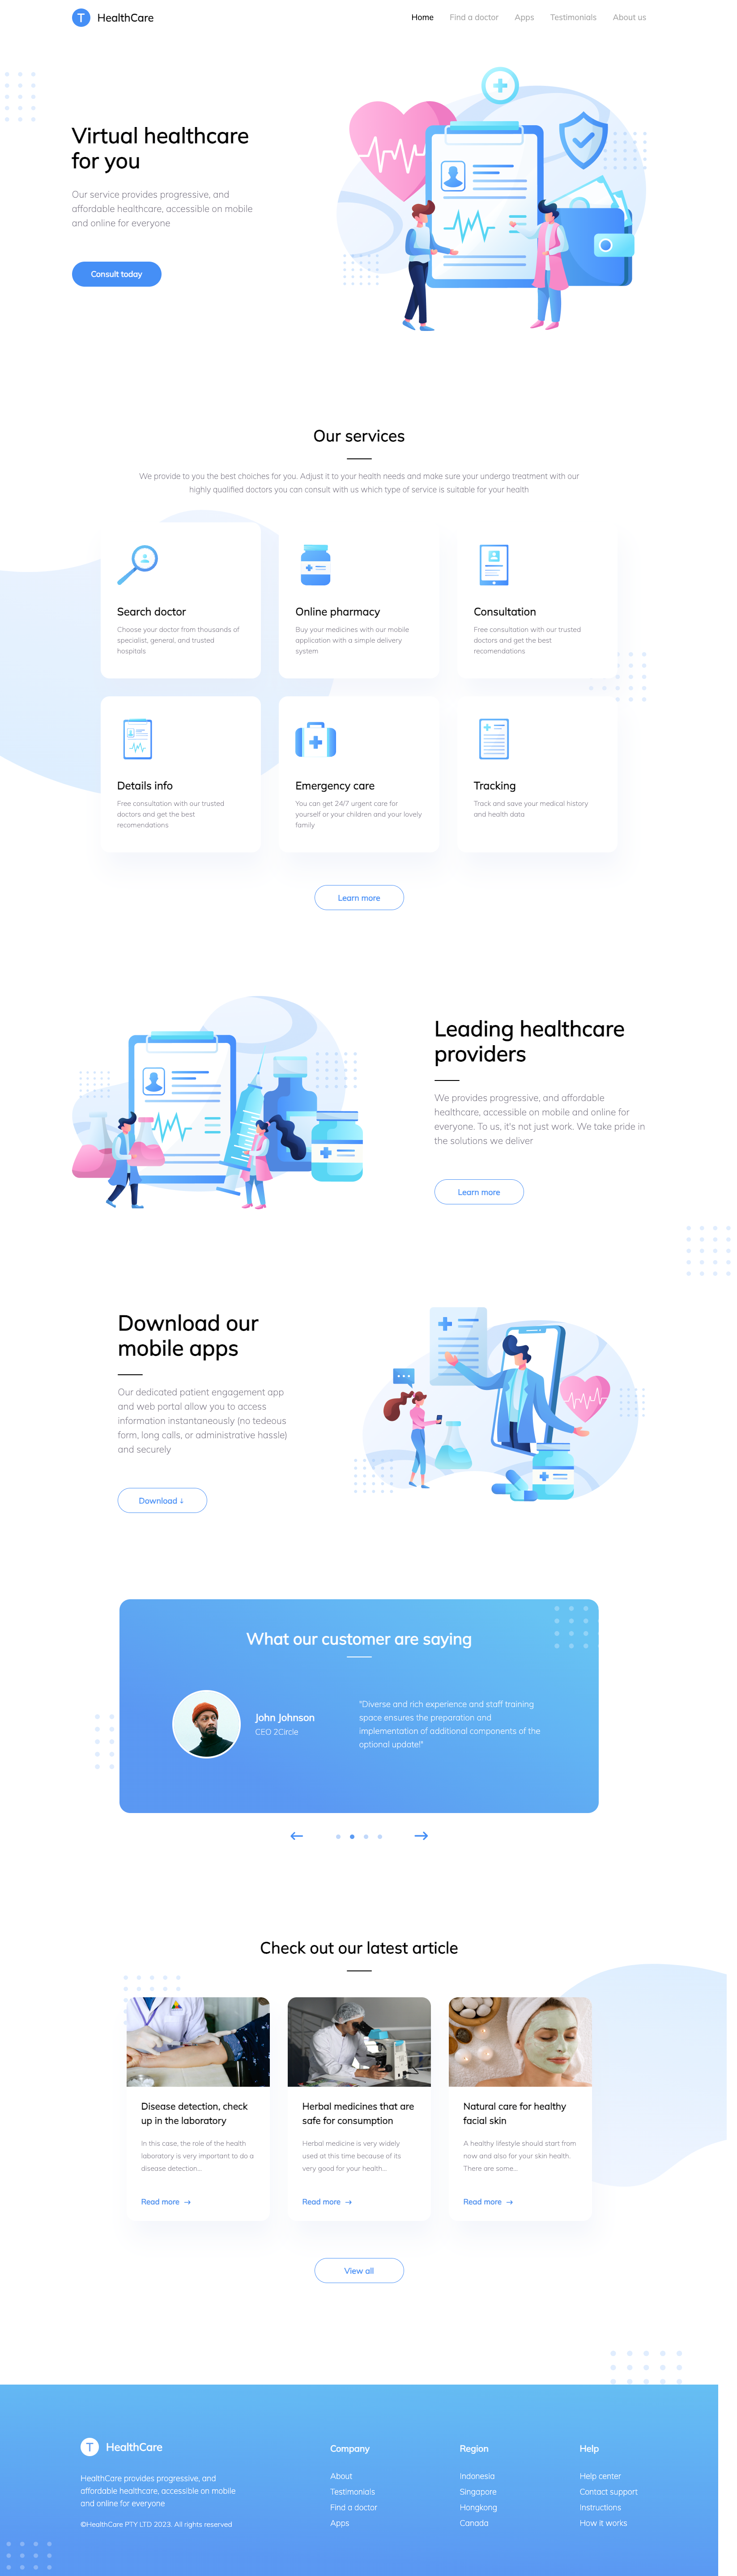 T HealthCare
Home Find a doctor Apps Testimonials About us
Virtual healthcare
for you
Our service provides progressive, and
affordable healthcare, accessible on mobile
and online for everyone
Consult today
Our services
We provide to you the best choiches for you. Adjust it to your health needs and make sure your undergo treatment with our
highly qualified doctors you can consult with us which type of service is suitable for your health
Search doctor
Choose your doctor from thousands of
specialist, general, and trusted
hospitals
Online pharmacy
Buy your medicines with our mobile
application with a simple delivery
system
Consultation
Free consultation with our trusted
doctors and get the best
recomendations
Details info
Free consultation with our trusted
doctors and get the best
recomendations
Emergency care
You can get 24/7 urgent care for
yourself or your children and your lovely
family
Tracking
Track and save your medical history
and health data
Learn more
Leading healthcare
providers
We provides progressive, and affordable
healthcare, accessible on mobile and online for
everyone. To us, it's not just work. We take pride in
the solutions we deliver
Learn more
Download our
mobile apps
Our dedicated patient engagement app
and web portal allow you to access
information instantaneously (no tedeous
form, long calls, or administrative hassle)
and securely
Download ↓
What our customer are saying
John Johnson
CEO 2Circle
"Diverse and rich experience and staff training
space ensures the preparation and
implementation of additional components of the
optional update!"
Check out our latest article
Disease detection, check
up in the laboratory
In this case, the role of the health
laboratory is very important to do a
disease detection...
Read more →
Herbal medicines that are
safe for consumption
Herbal medicine is very widely
used at this time because of its
very good for your health...
Read more →
Natural care for healthy
facial skin
A healthy lifestyle should start from
now and also for your skin health.
There are some...
Read more →
View all
T HealthCare
HealthCare provides progressive, and
affordable healthcare, accessible on mobile
and online for everyone
©HealthCare PTY LTD 2023. All rights reserved
Company
About
Testimonials
Find a doctor
Apps
Region
Indonesia
Singapore
Hongkong
Canada
Help
Help center
Contact support
Instructions
How it works